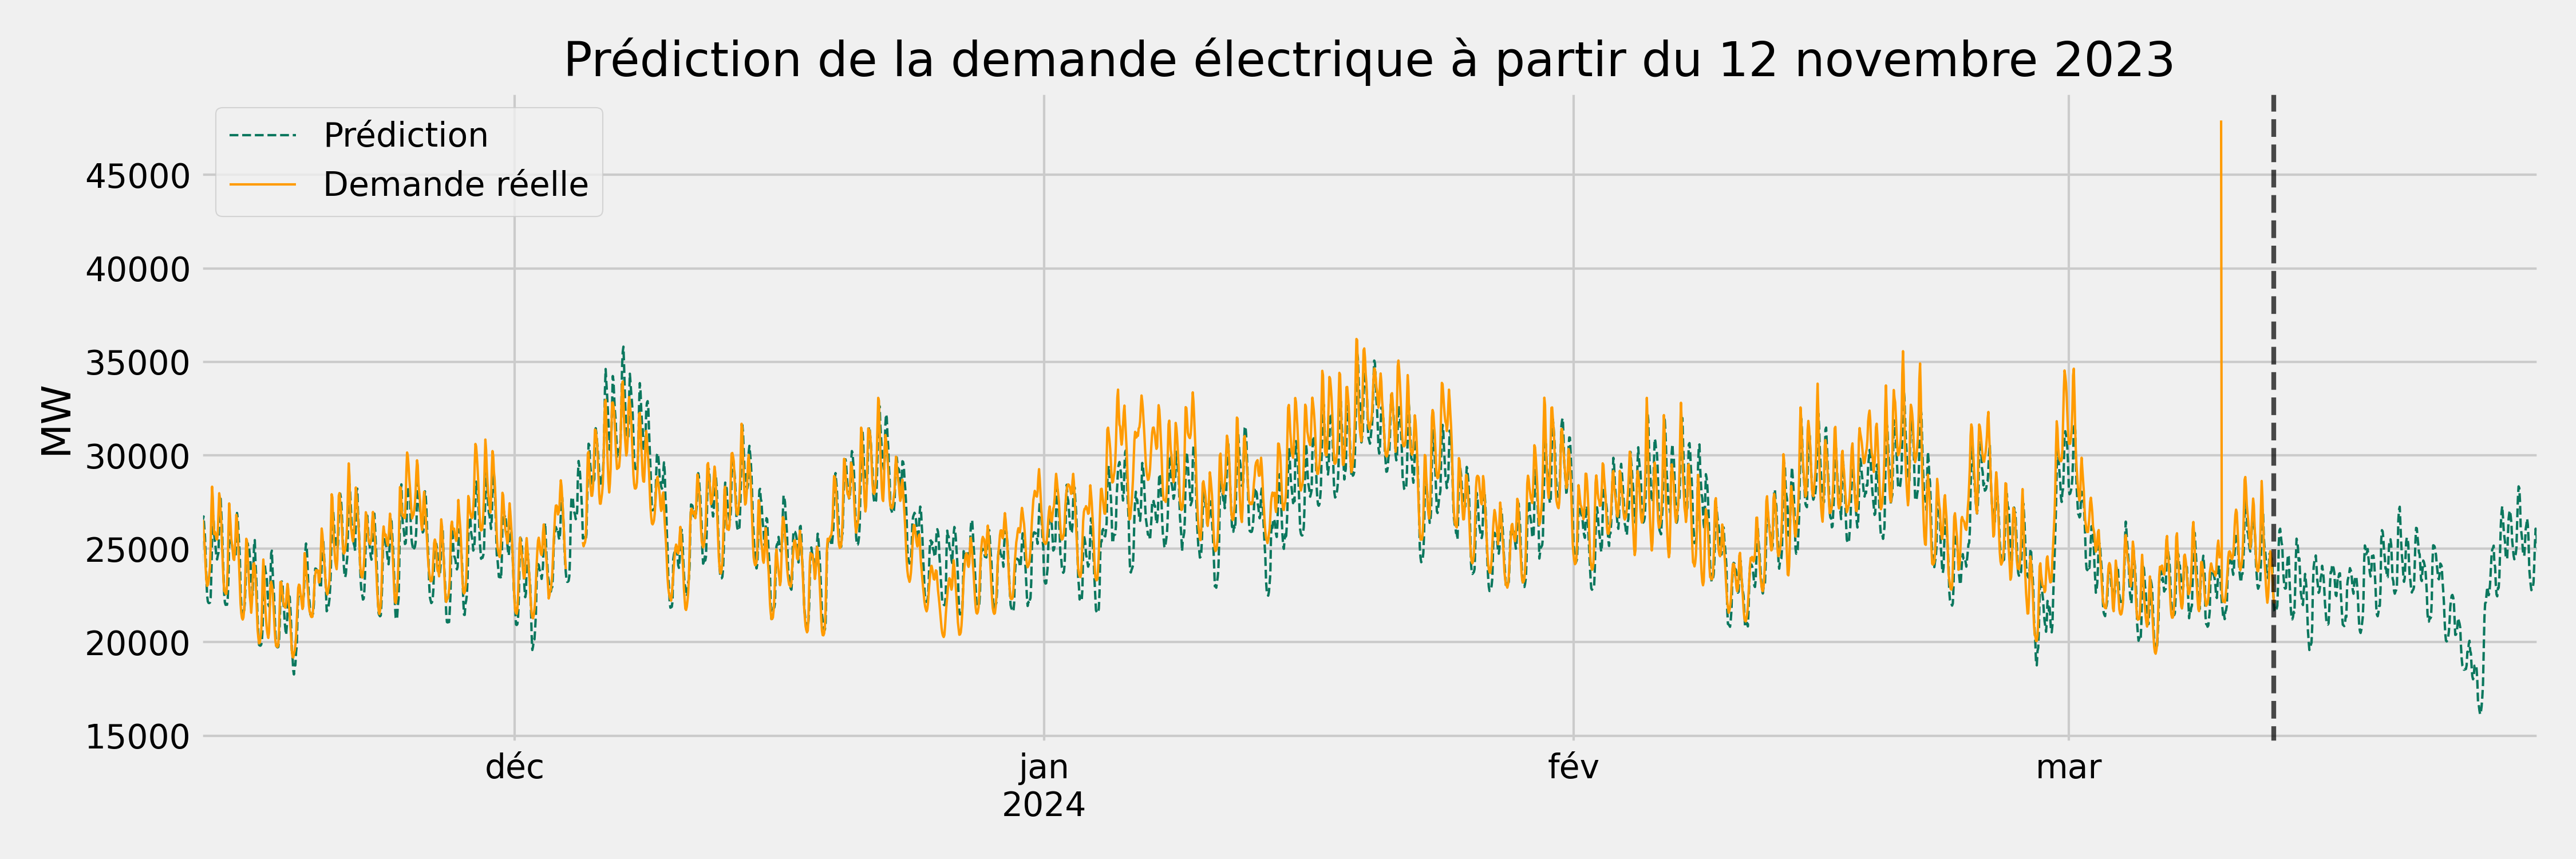 Prédiction de la demande électrique à partir du 12 novembre 2023
Prédiction
Demande réelle
MW
45000
40000
35000
30000
25000
20000
15000
déc
jan
2024
fév
mar